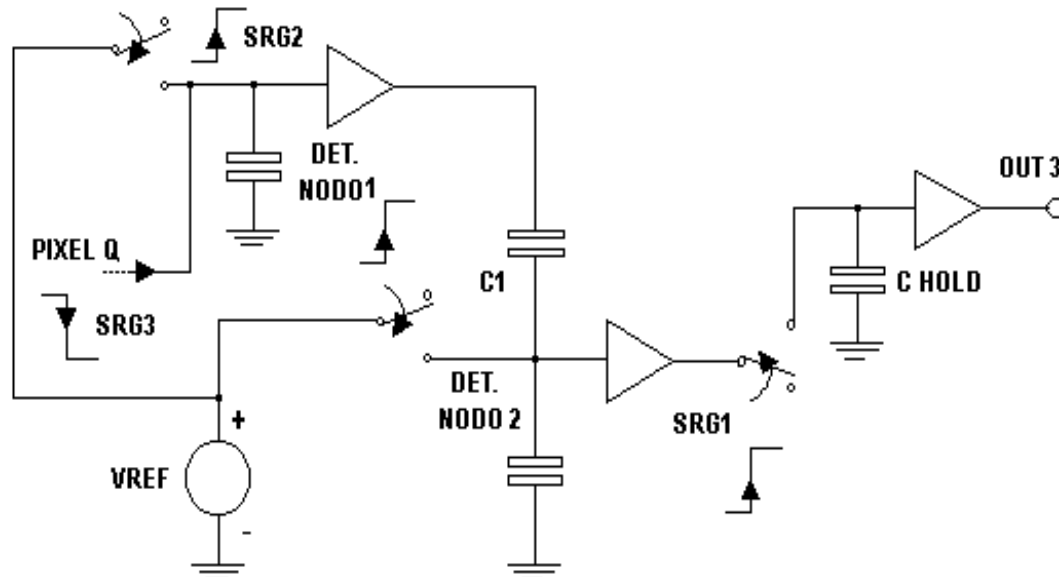 SRG2
OUT 3
DET.
NODO1
PIXEL Q
C1
C HOLD
SRG3
DET.
NODO 2
SRG1
+
VREF
-